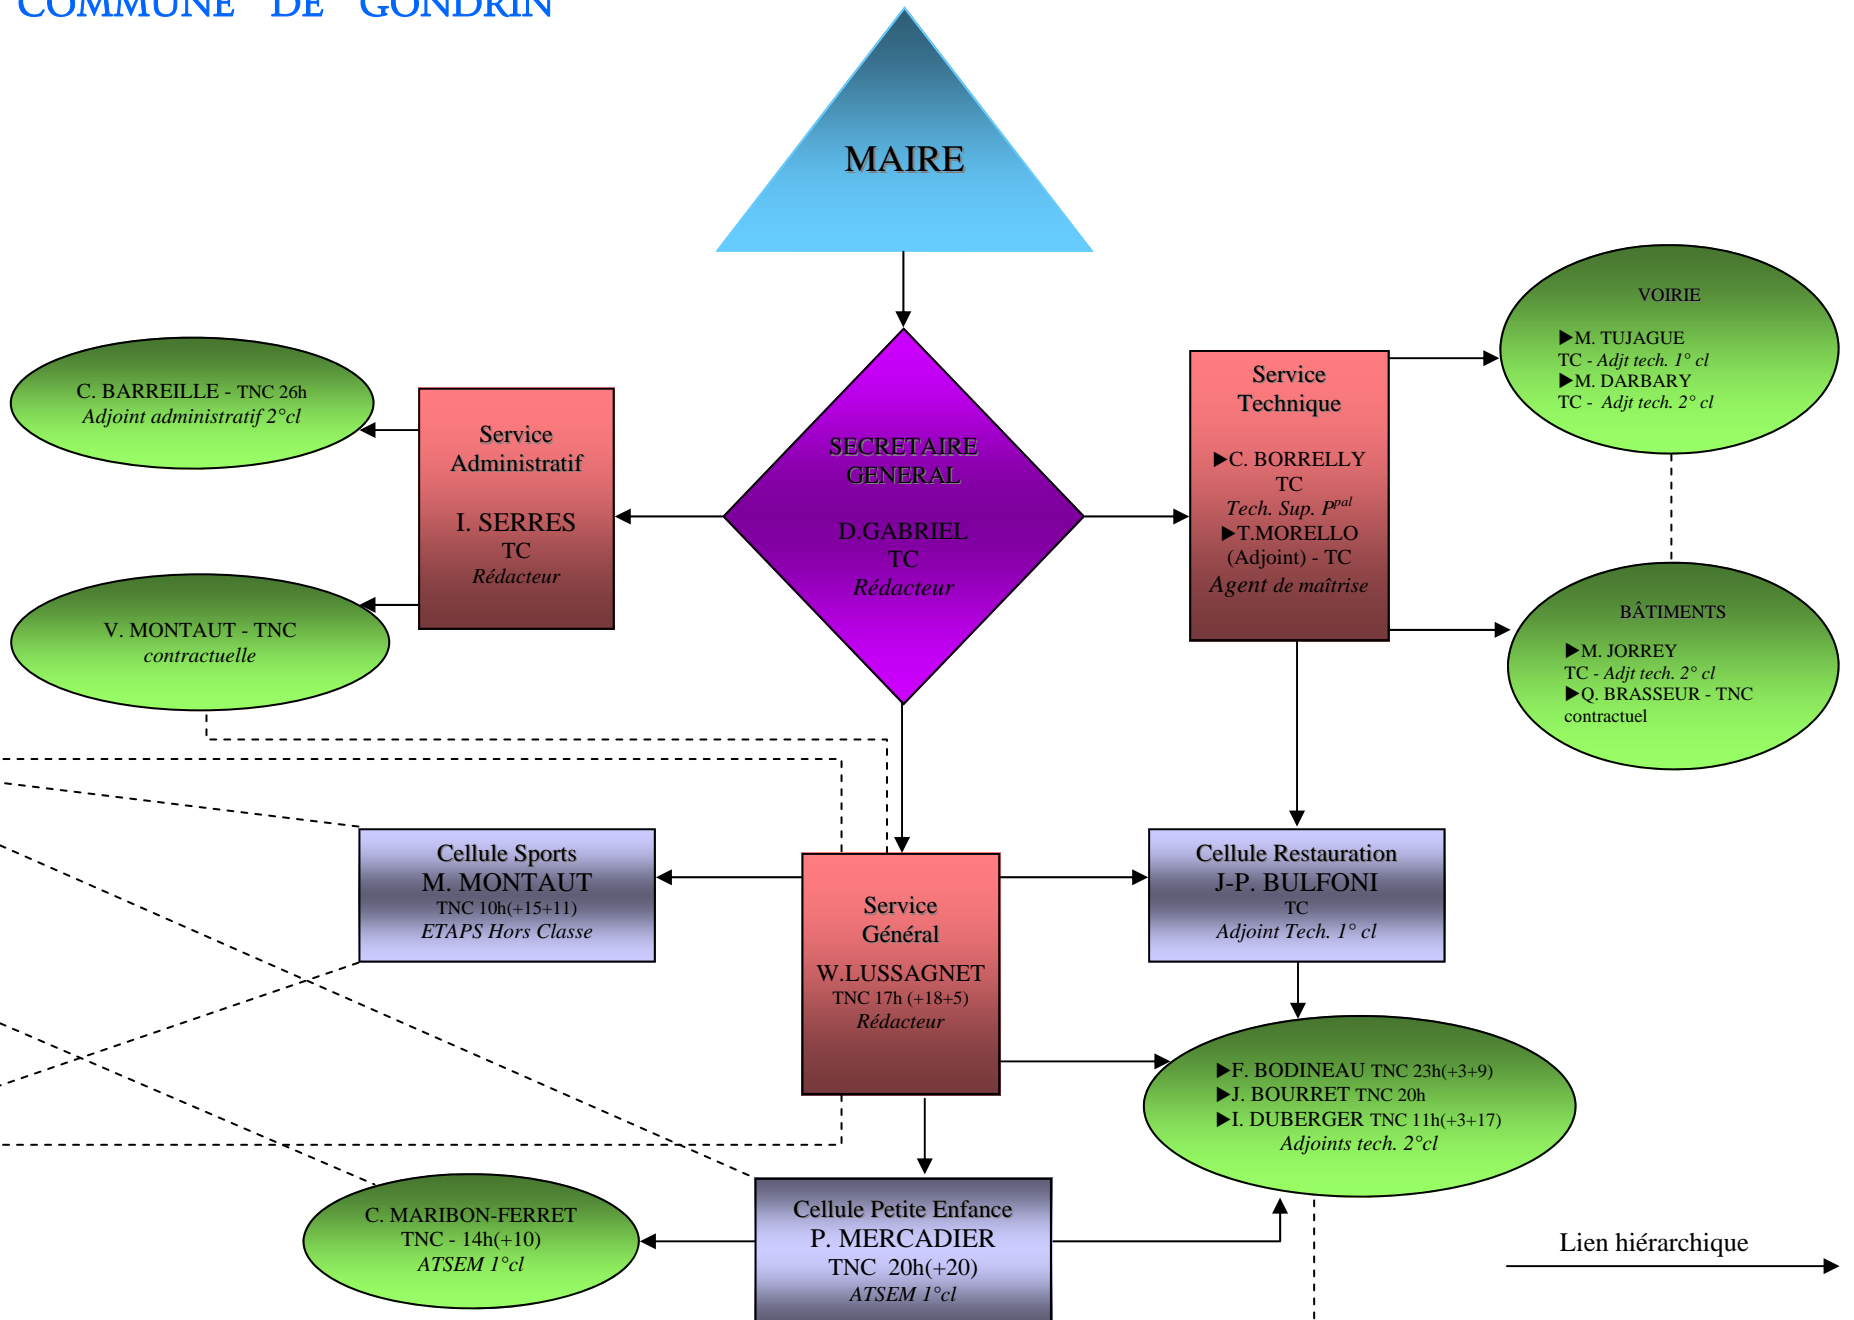 COMMUNE DE GONDRIN
MAIRE
SECRETAIRE
GENERAL
D.GABRIEL
TC
Rédacteur
C. BARREILLE - TNC 26h
Adjoint administratif 2°cl
Service
Administratif
I. SERRES
TC
Rédacteur
V. MONTAUT - TNC
contractuelle
Service
Technique
►C. BORRELLY
TC
Tech. Sup. Ppal
►T.MORELLO
(Adjoint) - TC
Agent de maîtrise
VOIRIE
►M. TUJAGUE
TC - Adjt tech. 1° cl
►M. DARBARY
TC - Adjt tech. 2° cl
BÂTIMENTS
►M. JORREY
TC - Adjt tech. 2° cl
►Q. BRASSEUR - TNC
contractuel
Cellule Sports
M. MONTAUT
TNC 10h(+15+11)
ETAPS Hors Classe
Service
Général
W.LUSSAGNET
TNC 17h (+18+5)
Rédacteur
Cellule Restauration
J-P. BULFONI
TC
Adjoint Tech. 1° cl
►F. BODINEAU TNC 23h(+3+9)
►J. BOURRET TNC 20h
►I. DUBERGER TNC 11h(+3+17)
Adjoints tech. 2°cl
C. MARIBON-FERRET
TNC - 14h(+10)
ATSEM 1°cl
Cellule Petite Enfance
P. MERCADIER
TNC 20h(+20)
ATSEM 1°cl
Lien hiérarchique